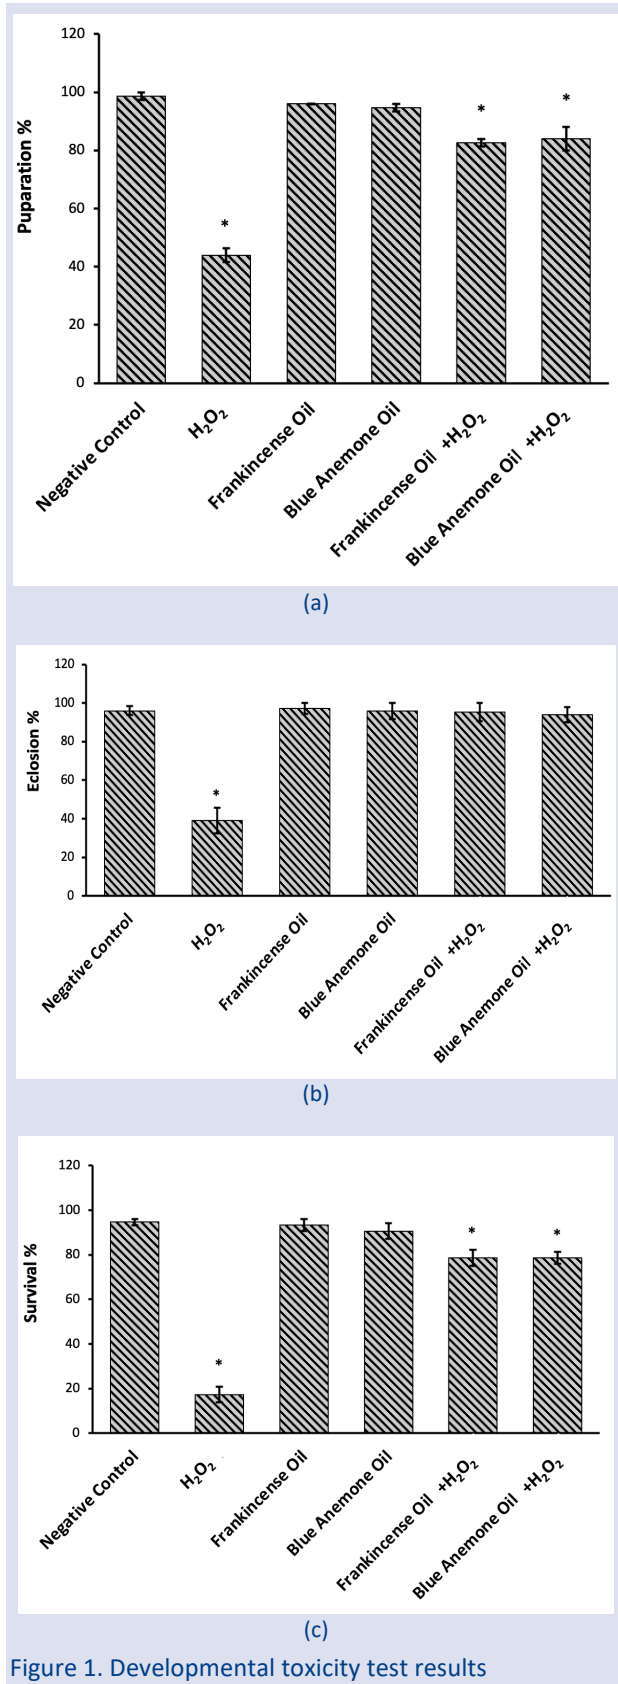 120
100
80
60
40
20
0
Puparation %
*
*
*
Negative Control
H₂O₂
Frankincense Oil
Blue Anemone Oil
Frankincense Oil +H₂O₂
Blue Anemone Oil +H₂O₂
(a)
120
100
80
60
40
20
0
Eclosion %
*
Negative Control
H₂O₂
Frankincense Oil
Blue Anemone Oil
Frankincense Oil +H₂O₂
Blue Anemone Oil +H₂O₂
(b)
120
100
80
60
40
20
0
Survival %
*
*
*
Negative Control
H₂O₂
Frankincense Oil
Blue Anemone Oil
Frankincense Oil +H₂O₂
Blue Anemone Oil +H₂O₂
(c)
Figure 1. Developmental toxicity test results